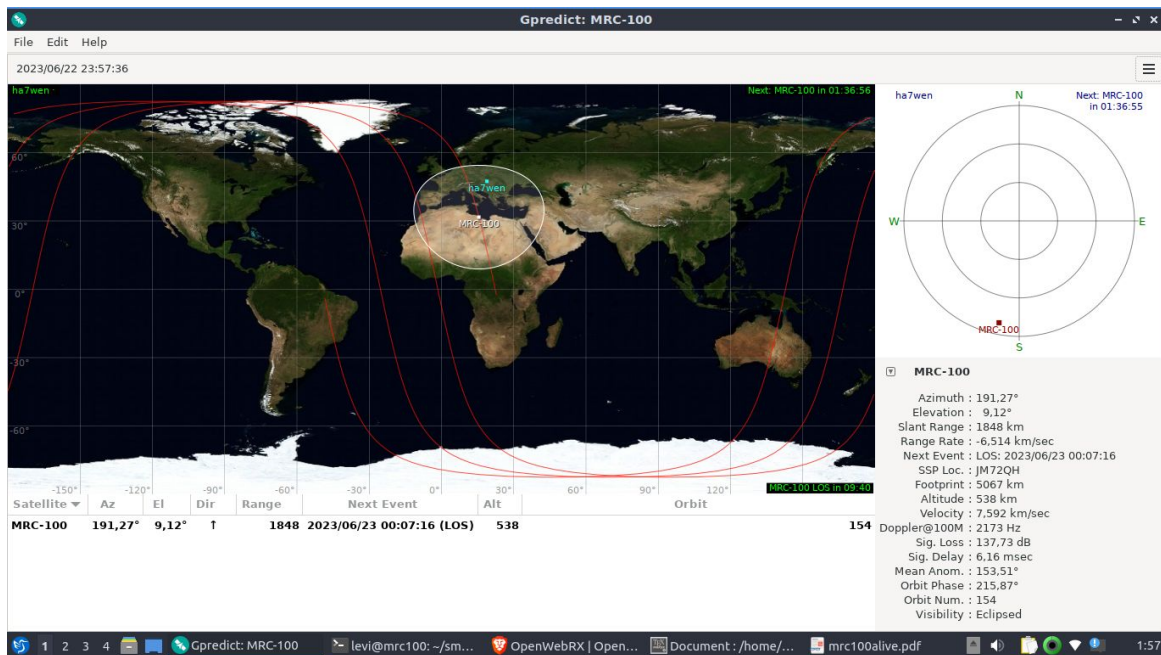 Gpredict: MRC-100
File Edit Help
2023/06/22 23:57:36
ha7wen
Next: MRC-100 in 01:36:56
60°
30°
0°
-30°
-60°
ha7wen
MRC-100
-150° -120° -90° -60° -30° 0° 30° 60° 90° 120°
MRC-100 LOS in 09:40
ha7wen
Next: MRC-100
in 01:36:55
N
W
E
MRC-100
S
Satellite Az El Dir Range Next Event Alt Orbit
MRC-100 191,27° 9,12° ↑ 1848 2023/06/23 00:07:16 (LOS) 538 154
MRC-100
Azimuth : 191,27°
Elevation : 9,12°
Slant Range : 1848 km
Range Rate : -6,514 km/sec
Next Event : LOS: 2023/06/23 00:07:16
SSP Loc. : JM72QH
Footprint : 5067 km
Altitude : 538 km
Velocity : 7,592 km/sec
Doppler@100M : 2173 Hz
Sig. Loss : 137,73 dB
Sig. Delay : 6,16 msec
Mean Anom. : 153,51°
Orbit Phase : 215,87°
Orbit Num. : 154
Visibility : Eclipsed
1 2 3 4 Gpredict: MRC-100 levi@mrc100: ~/sm... OpenWebRX | Open... Document : /home/... mrc100alive.pdf 1:57